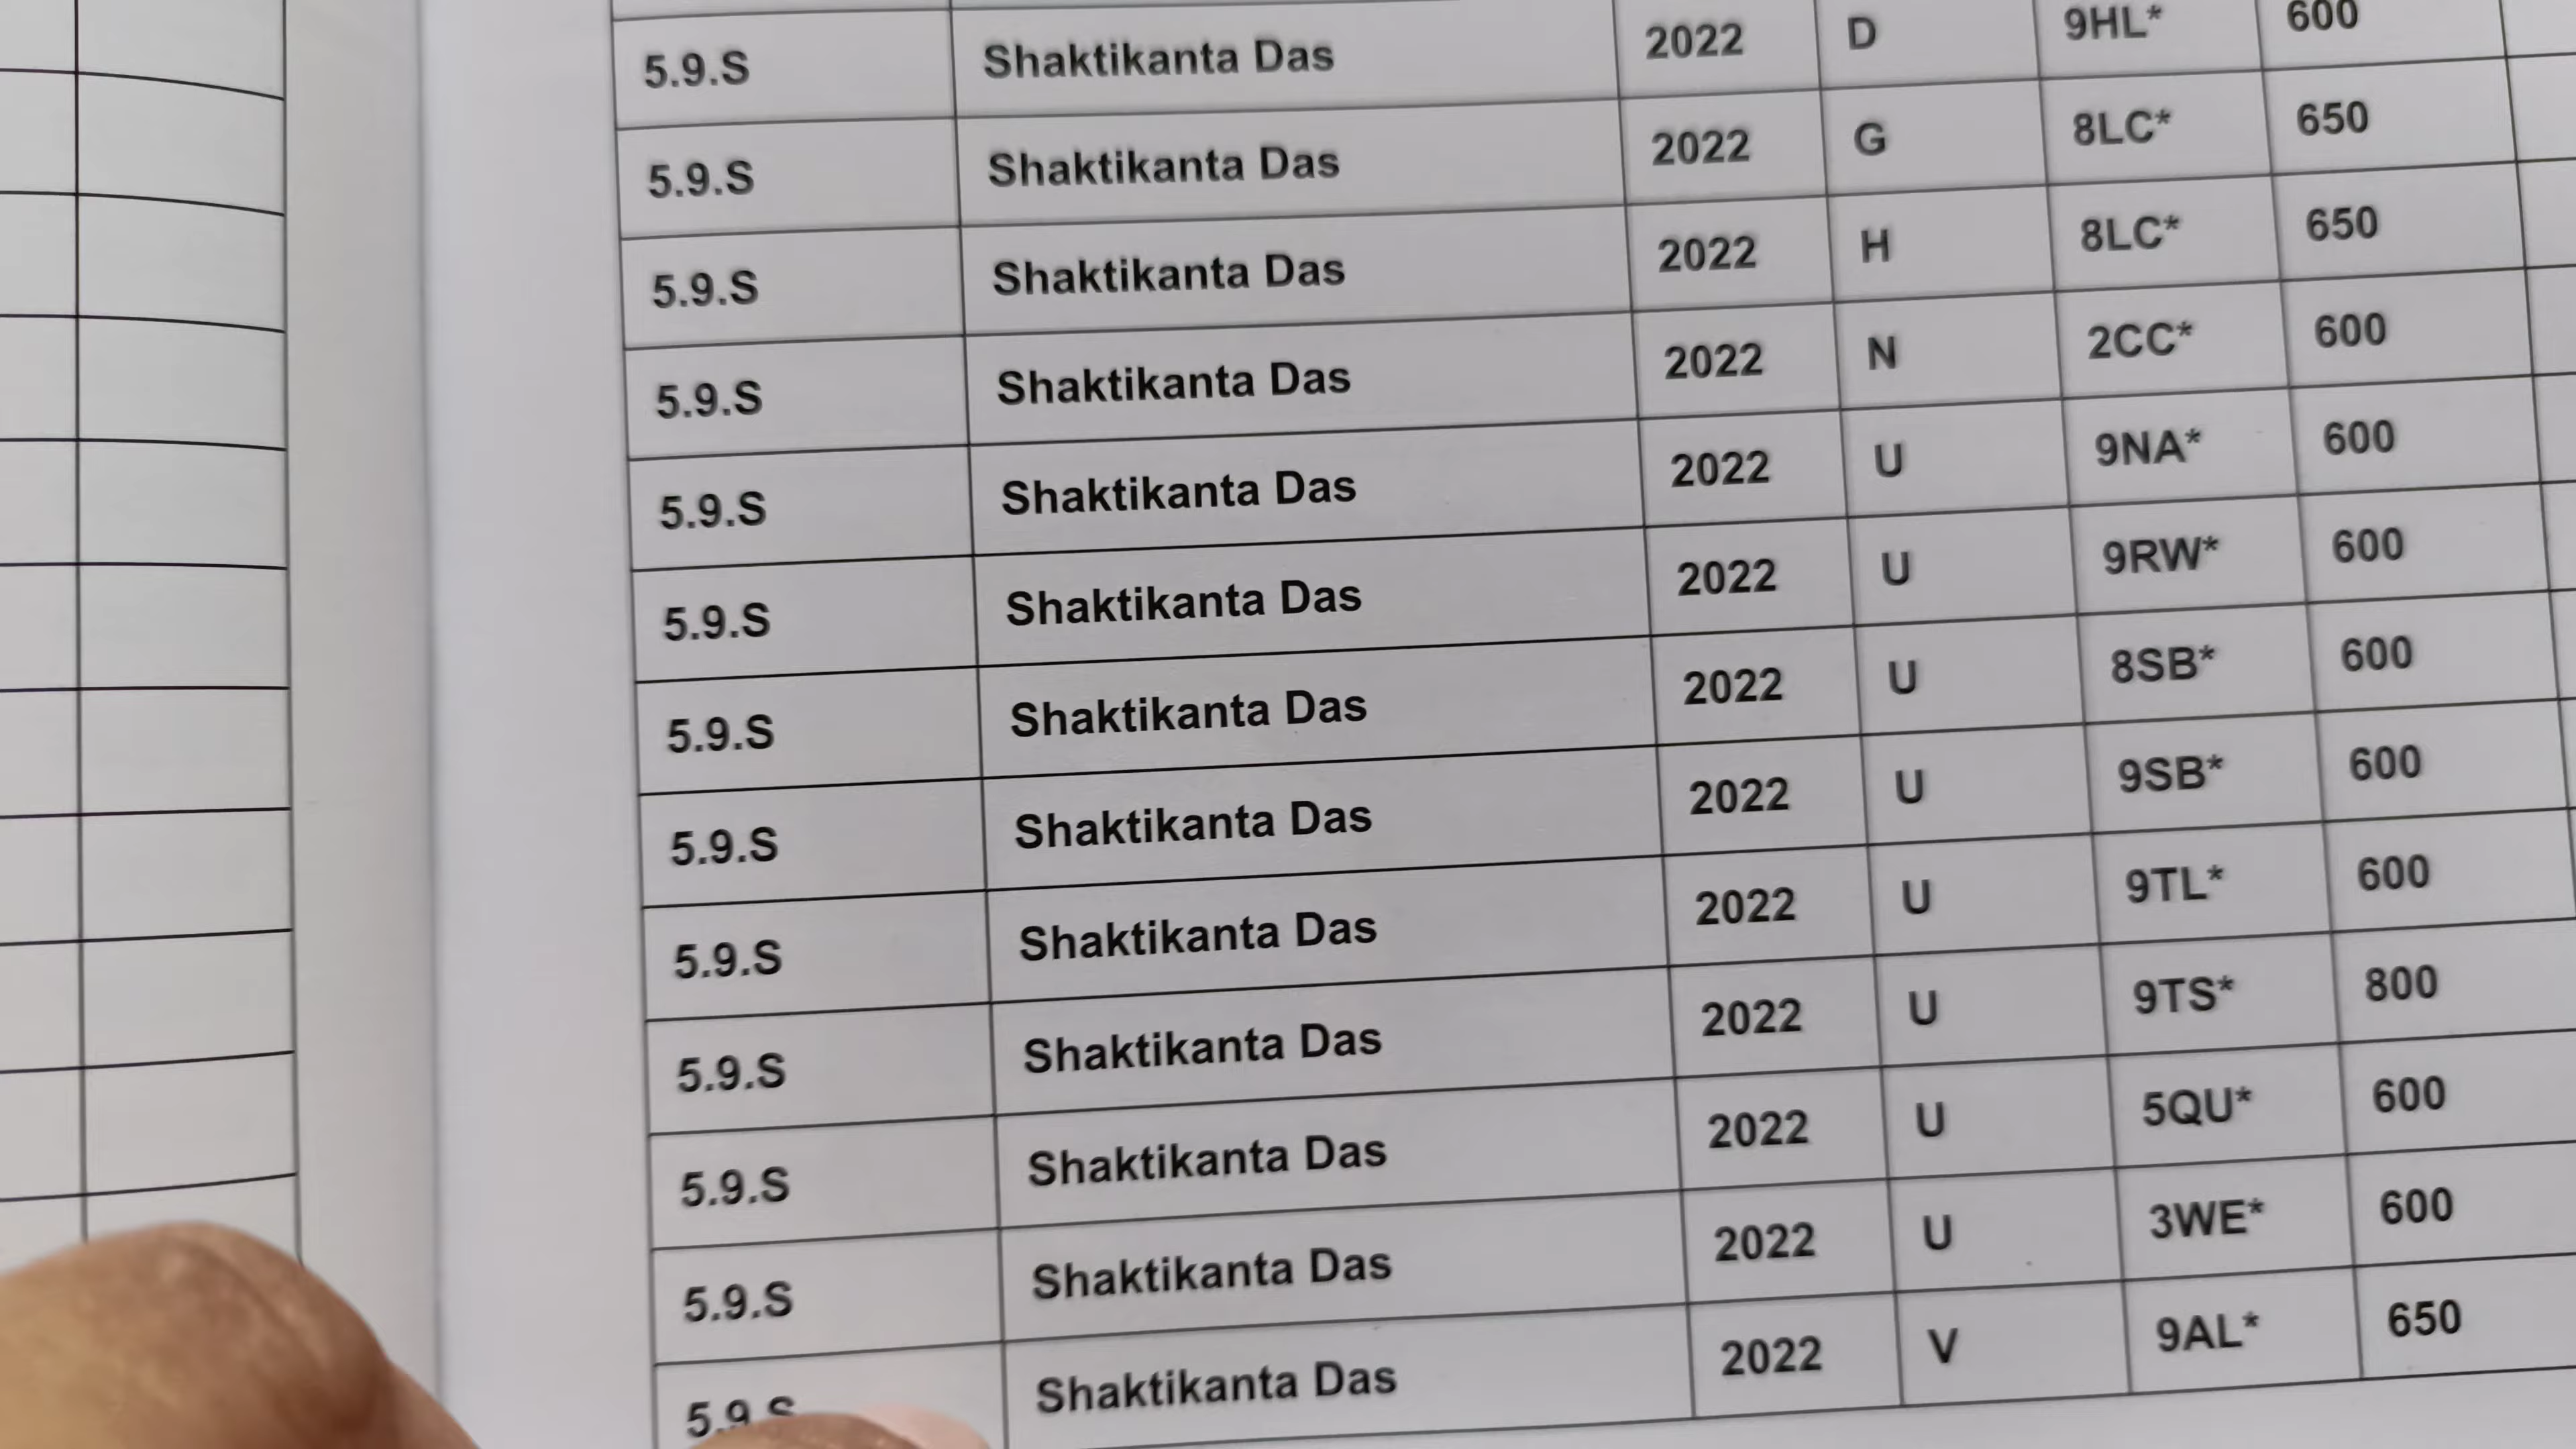 5.9.S Shaktikanta Das 2022 D 9HL* 600
5.9.S Shaktikanta Das 2022 G 8LC* 650
5.9.S Shaktikanta Das 2022 H 8LC* 650
5.9.S Shaktikanta Das 2022 N 2CC* 600
5.9.S Shaktikanta Das 2022 U 9NA* 600
5.9.S Shaktikanta Das 2022 U 9RW* 600
5.9.S Shaktikanta Das 2022 U 8SB* 600
5.9.S Shaktikanta Das 2022 U 9SB* 600
5.9.S Shaktikanta Das 2022 U 9TL* 600
5.9.S Shaktikanta Das 2022 U 9TS* 800
5.9.S Shaktikanta Das 2022 U 5QU* 600
5.9.S Shaktikanta Das 2022 U 3WE* 600
5.9.S Shaktikanta Das 2022 V 9AL* 650